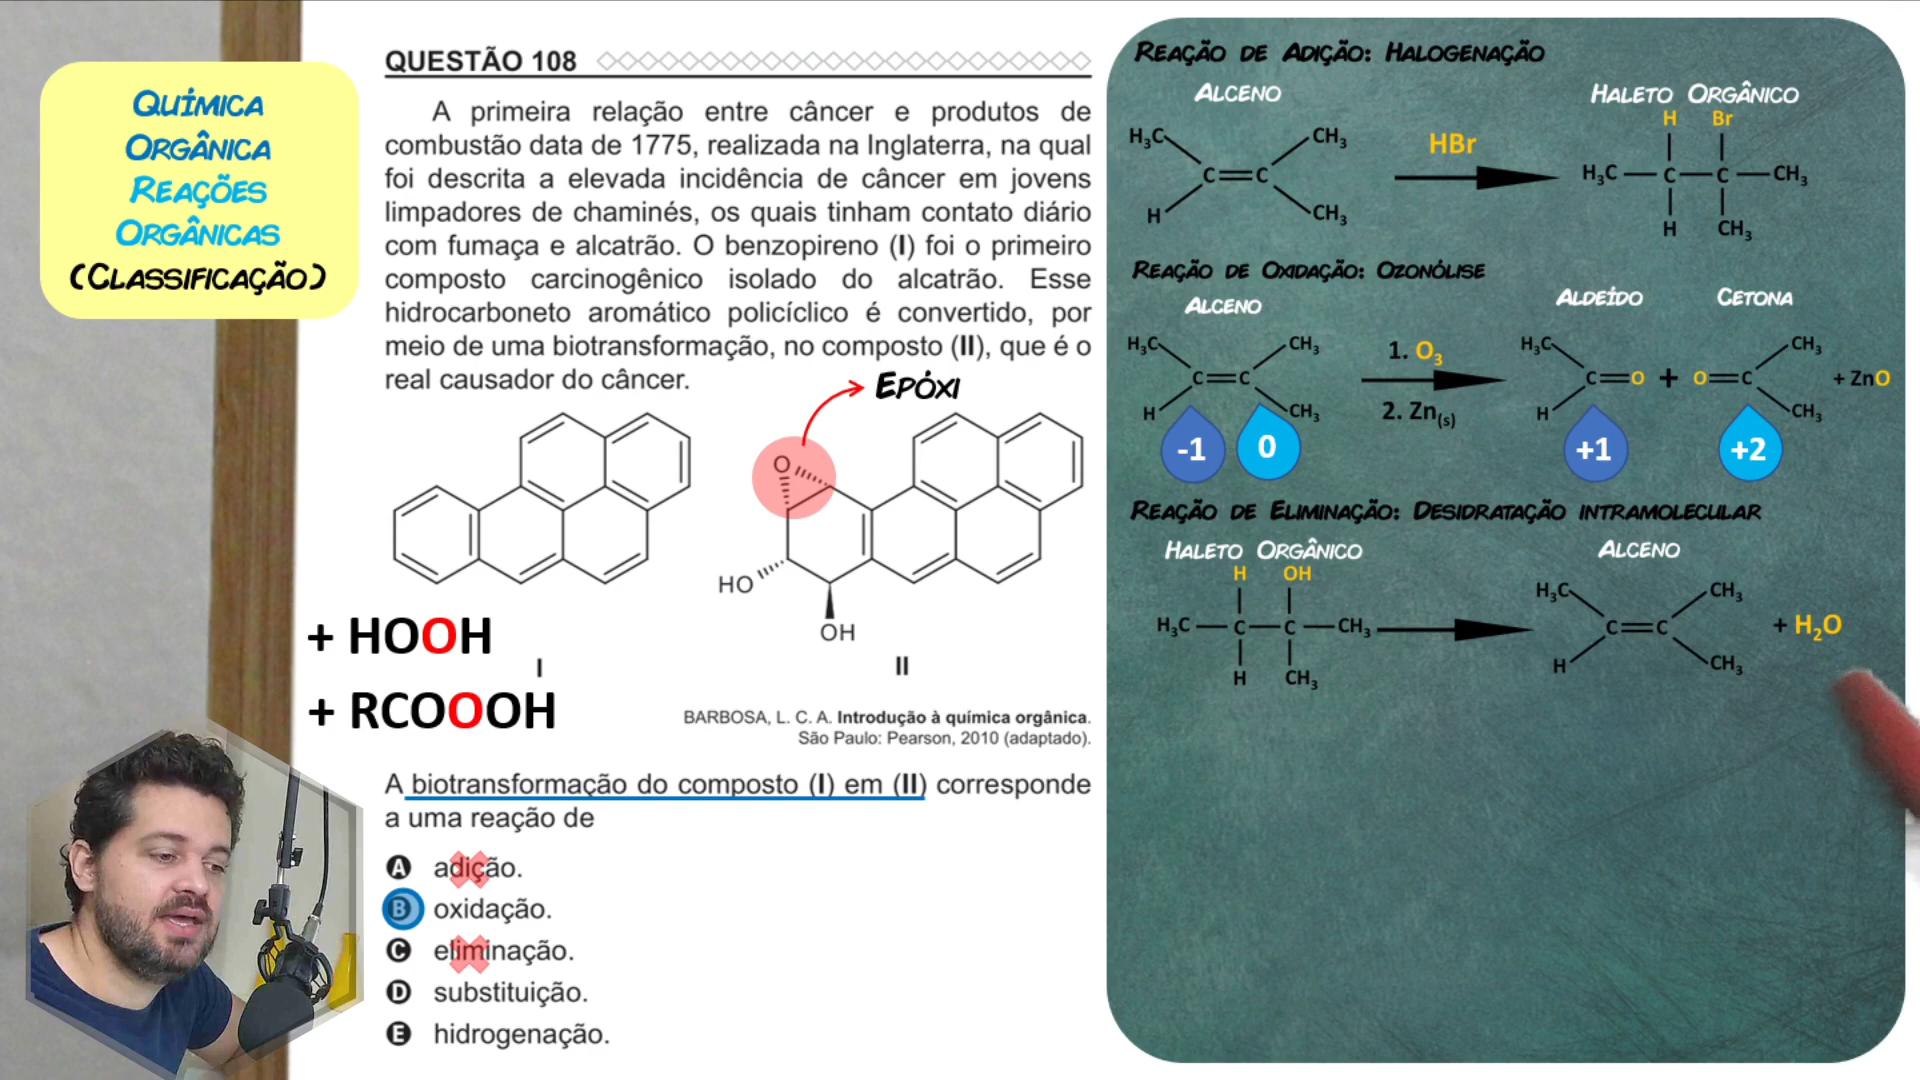 QUÍMICA
ORGÂNICA
REAÇÕES
ORGÂNICAS
(CLASSIFICAÇÃO)
QUESTÃO 108
A primeira relação entre câncer e produtos de
combustão data de 1775, realizada na Inglaterra, na qual
foi descrita a elevada incidência de câncer em jovens
limpadores de chaminés, os quais tinham contato diário
com fumaça e alcatrão. O benzopireno (I) foi o primeiro
composto carcinogênico isolado do alcatrão. Esse
hidrocarboneto aromático policíclico é convertido, por
meio de uma biotransformação, no composto (II), que é o
real causador do câncer.
EPÓXI
O
HO
OH
+ HOOH
I
II
+ RCOOOOH
BARBOSA, L. C. A. Introdução à química orgânica.
São Paulo: Pearson, 2010 (adaptado).
A biotransformação do composto (I) em (II) corresponde
a uma reação de
A adição.
B oxidação.
C eliminação.
D substituição.
E hidrogenação.
REAÇÃO DE ADIÇÃO: HALOGENAÇÃO
ALCENO
HALETO ORGÂNICO
H Br
H₃C CH₃
HBr
C=C
H₃C — C — C — CH₃
H CH₃
H CH₃
REAÇÃO DE OXIDAÇÃO: OZONÓLISE
ALCENO
ALDEÍDO CETONA
H₃C CH₃
1. O₃
H₃C CH₃
C=C
C=O + O=C + ZnO
H CH₃
2. Zn(s)
H CH₃
-1 0 +1 +2
REAÇÃO DE ELIMINAÇÃO: DESIDRATAÇÃO INTRAMOLECULAR
HALETO ORGÂNICO
ALCENO
H OH
H₃C CH₃
H₃C — C — C — CH₃
C=C + H₂O
H CH₃
H CH₃